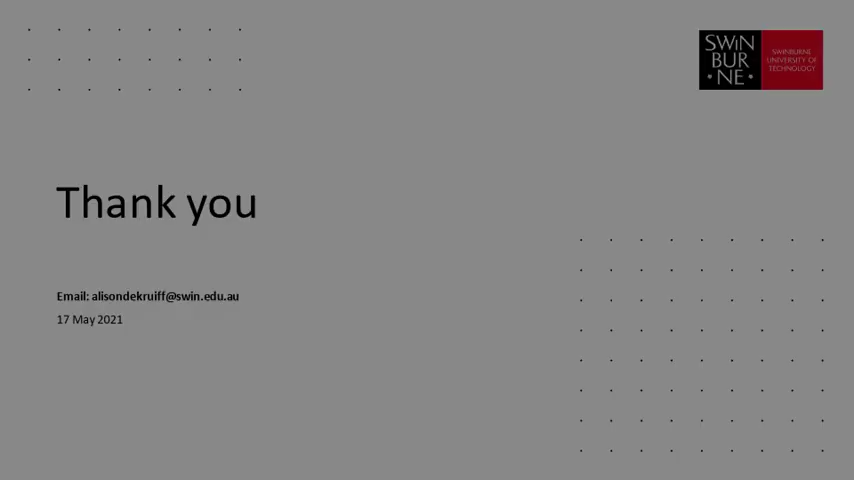 SWIN
BUR
NE
SWINBURNE
UNIVERSITY OF
TECHNOLOGY
Thank you
Email: alisondekruiff@swin.edu.au
17 May 2021